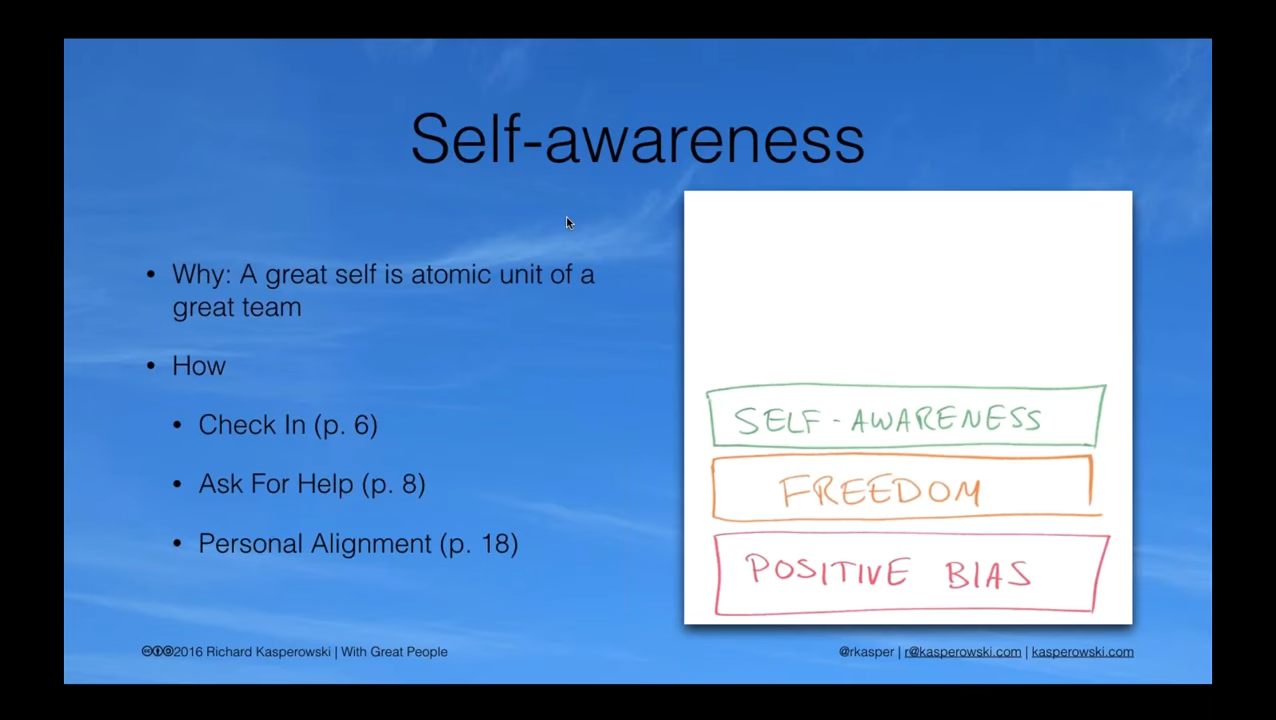 Self-awareness
• Why: A great self is atomic unit of a
great team
• How
• Check In (p. 6)
• Ask For Help (p. 8)
• Personal Alignment (p. 18)
SELF-AWARENESS
FREEDOM
POSITIVE BIAS
2016 Richard Kasperowski | With Great People
@rkasper | r@kasperowski.com | kasperowski.com